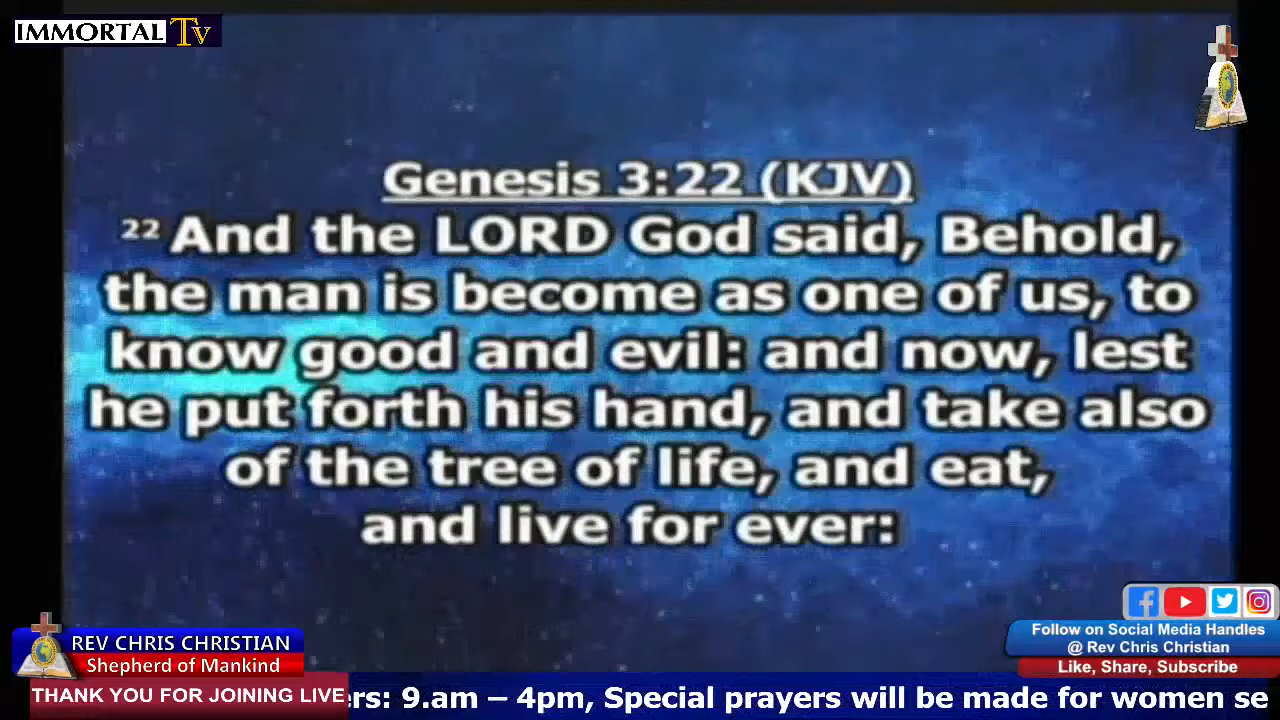 IMMORTAL Tv
Genesis 3:22 (KJV)
22 And the LORD God said, Behold,
the man is become as one of us, to
know good and evil: and now, lest
he put forth his hand, and take also
of the tree of life, and eat,
and live for ever:
REV CHRIS CHRISTIAN
Shepherd of Mankind
THANK YOU FOR JOINING LIVE
Follow on Social Media Handles
@ Rev Chris Christian
Like, Share, Subscribe
rs: 9.am – 4pm, Special prayers will be made for women se